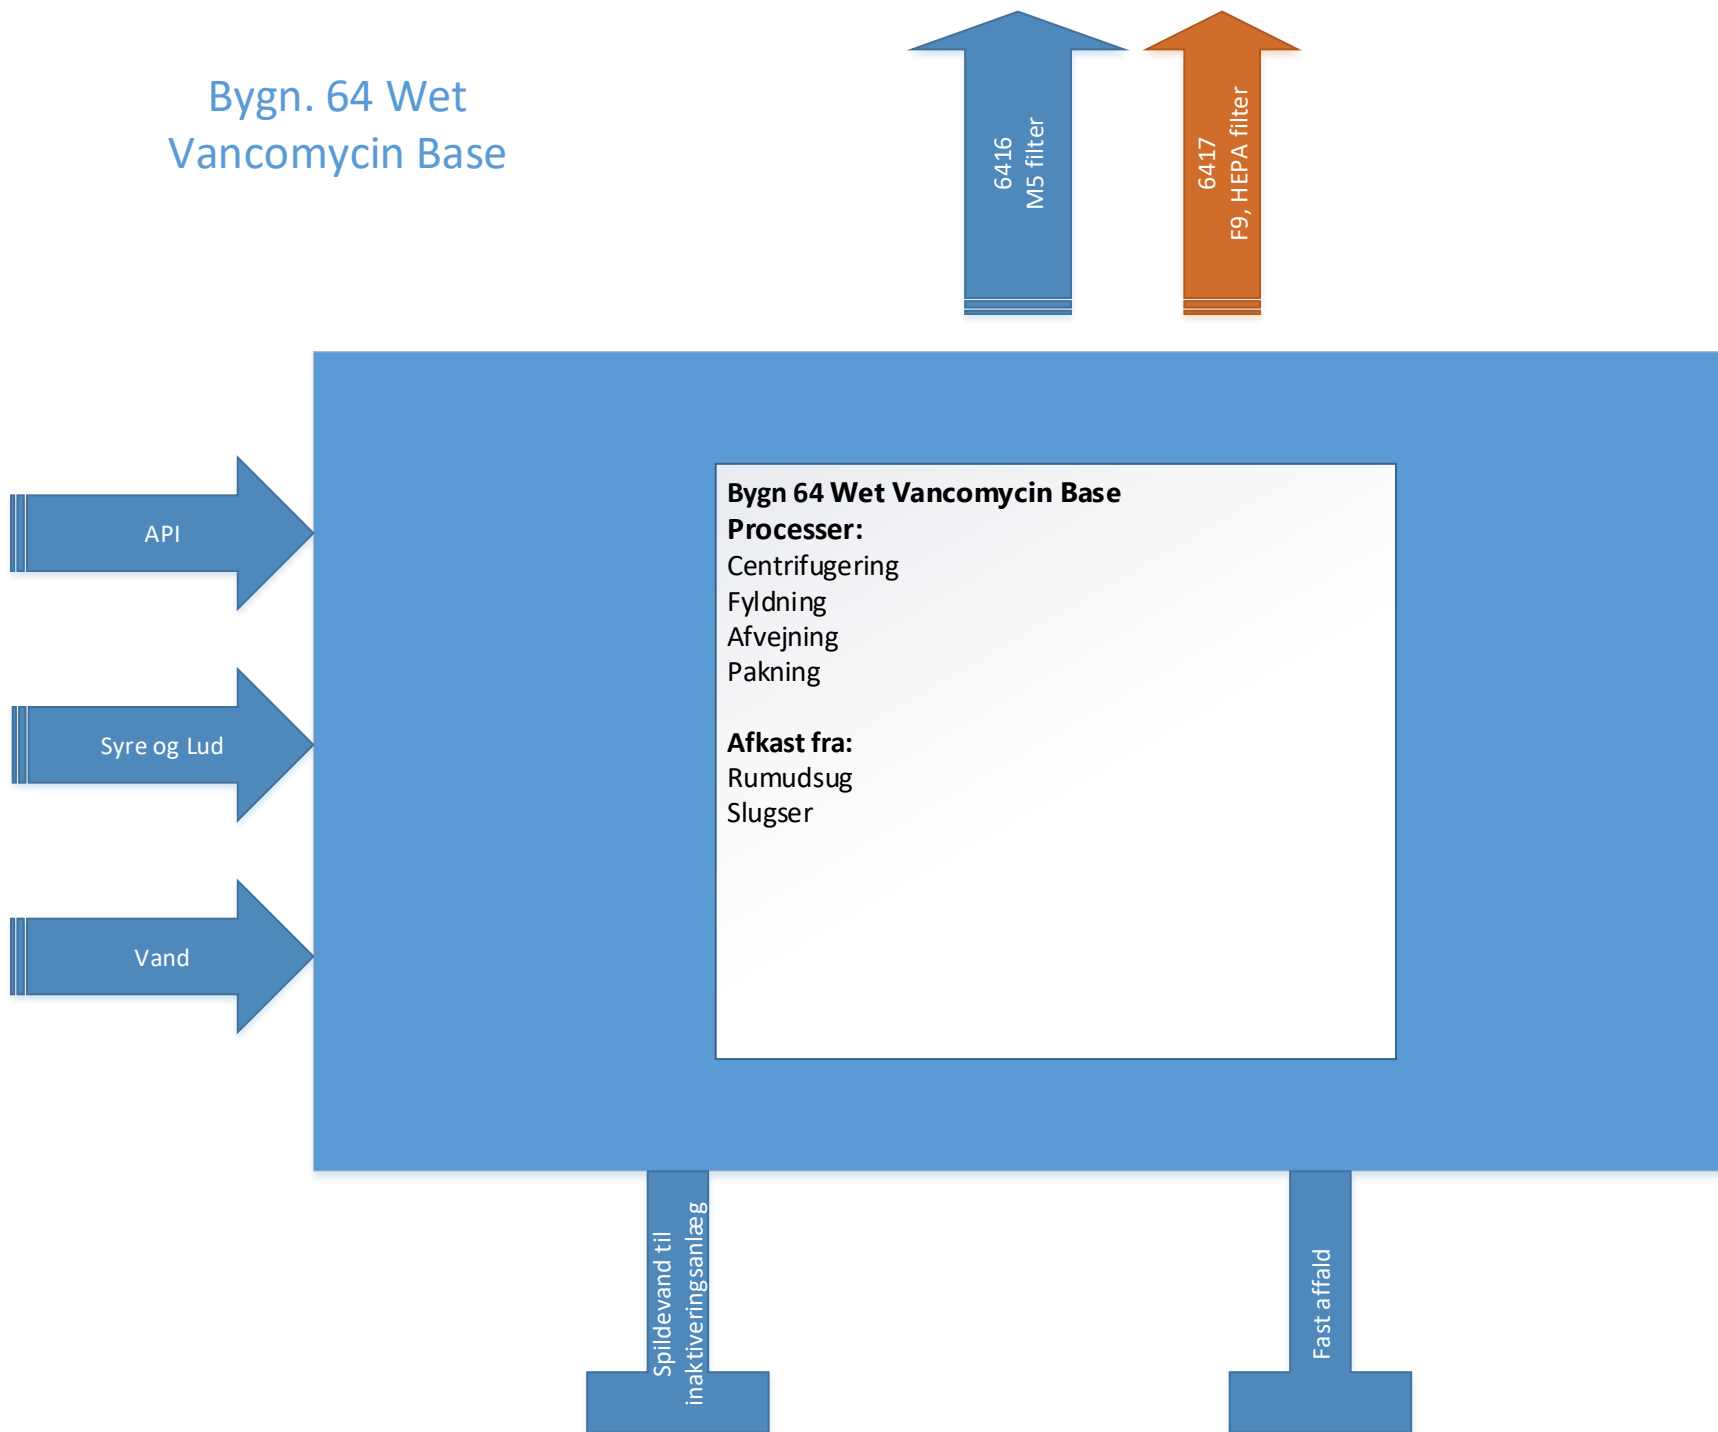 Bygn. 64 Wet
Vancomycin Base
6416
M5 filter
6417
F9, HEPA filter
API
Syre og Lud
Vand
Bygn 64 Wet Vancomycin Base
Processer:
Centrifugering
Fyldning
Afvejning
Pakning
Afkast fra:
Rumudsug
Slugser
Spildevand til
inaktiveringsanlæg
Fast affald